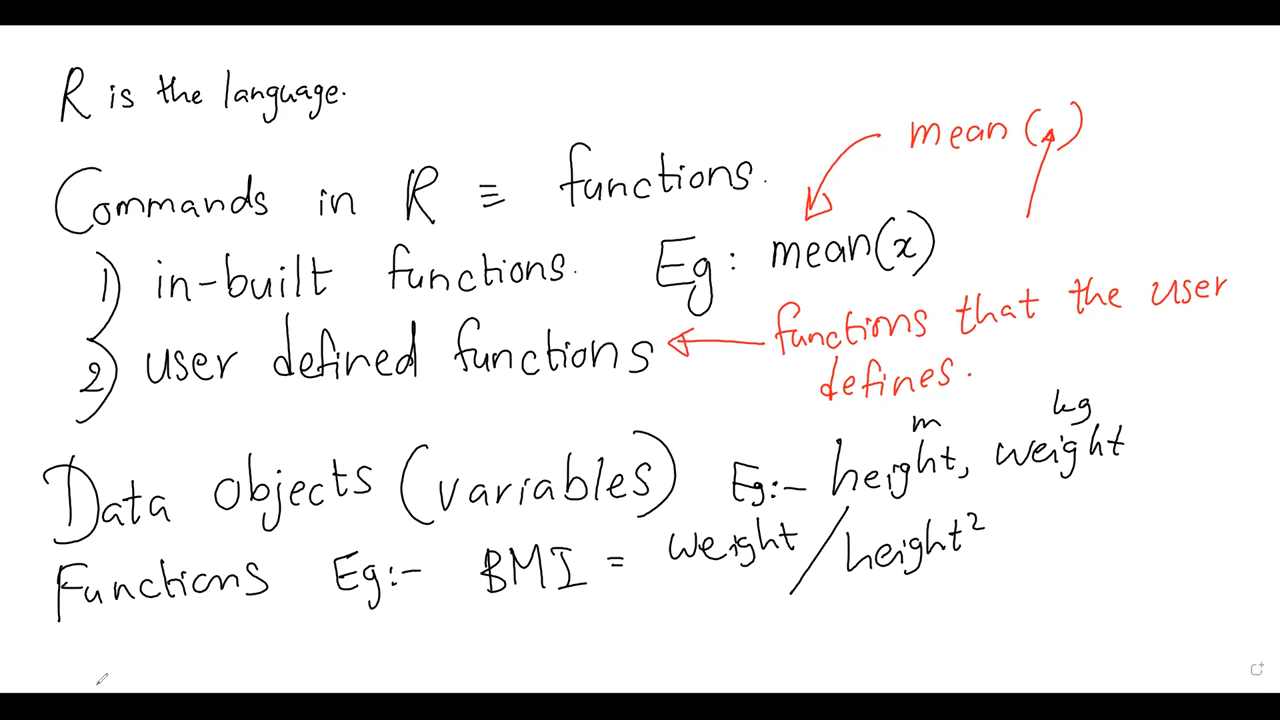 R is the language.
mean( )
Commands in R ≡ functions.
1) in-built functions. Eg: mean(x)
2) user defined functions
functions that the user
defines.
m kg
Data objects (variables) Eg:- height, weight
Functions Eg:- BMI = weight / height²